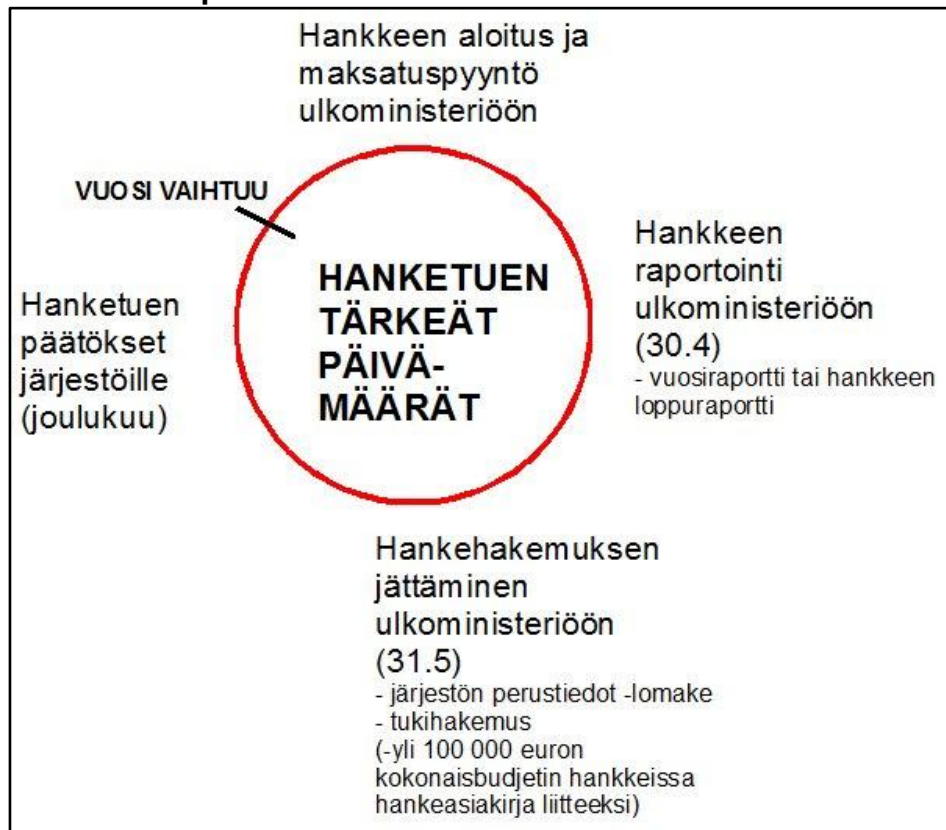 Hankkeen aloitus ja
maksatuspyyntö
ulkoministeriöön
VUOSI VAIHTUU
HANKETUEN
TÄRKEÄT
PÄIVÄ-
MÄÄRÄT
Hankkeen
raportointi
ulkoministeriöön
(30.4)
- vuosiraportti tai hankkeen
loppuraportti
Hankehakemuksen
jättäminen
ulkoministeriöön
(31.5)
- järjestön perustiedot -lomake
- tukihakemus
(-yli 100 000 euron
kokonaisbudjetin hankkeissa
hankeasiakirja liitteeksi)
Hanketuen
päätökset
järjestöille
(joulukuu)